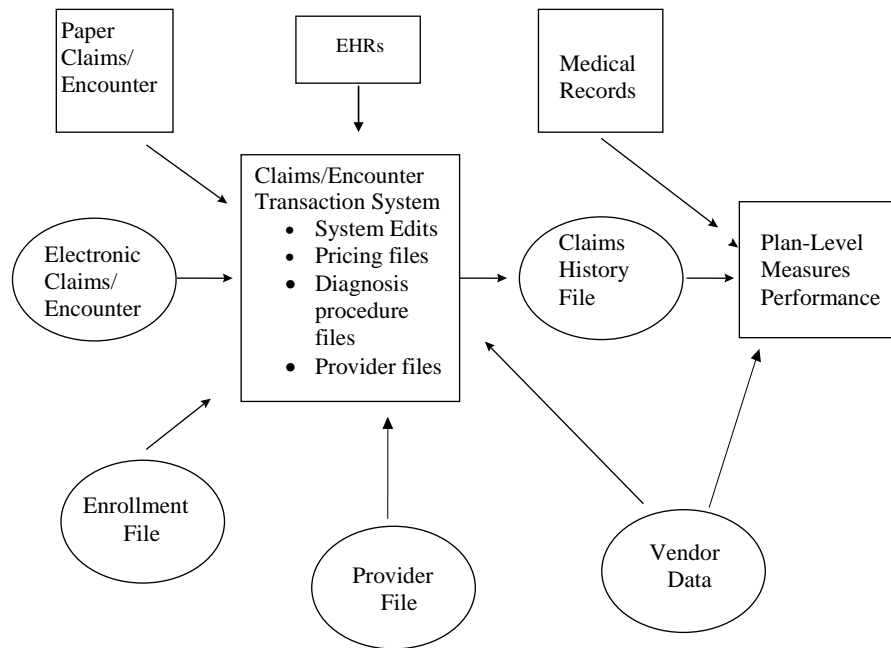 Paper
Claims/
Encounter
EHRs
Medical
Records
Claims/Encounter
Transaction System
• System Edits
• Pricing files
• Diagnosis
procedure
files
• Provider files
Electronic
Claims/
Encounter
Claims
History
File
Plan-Level
Measures
Performance
Enrollment
File
Provider
File
Vendor
Data